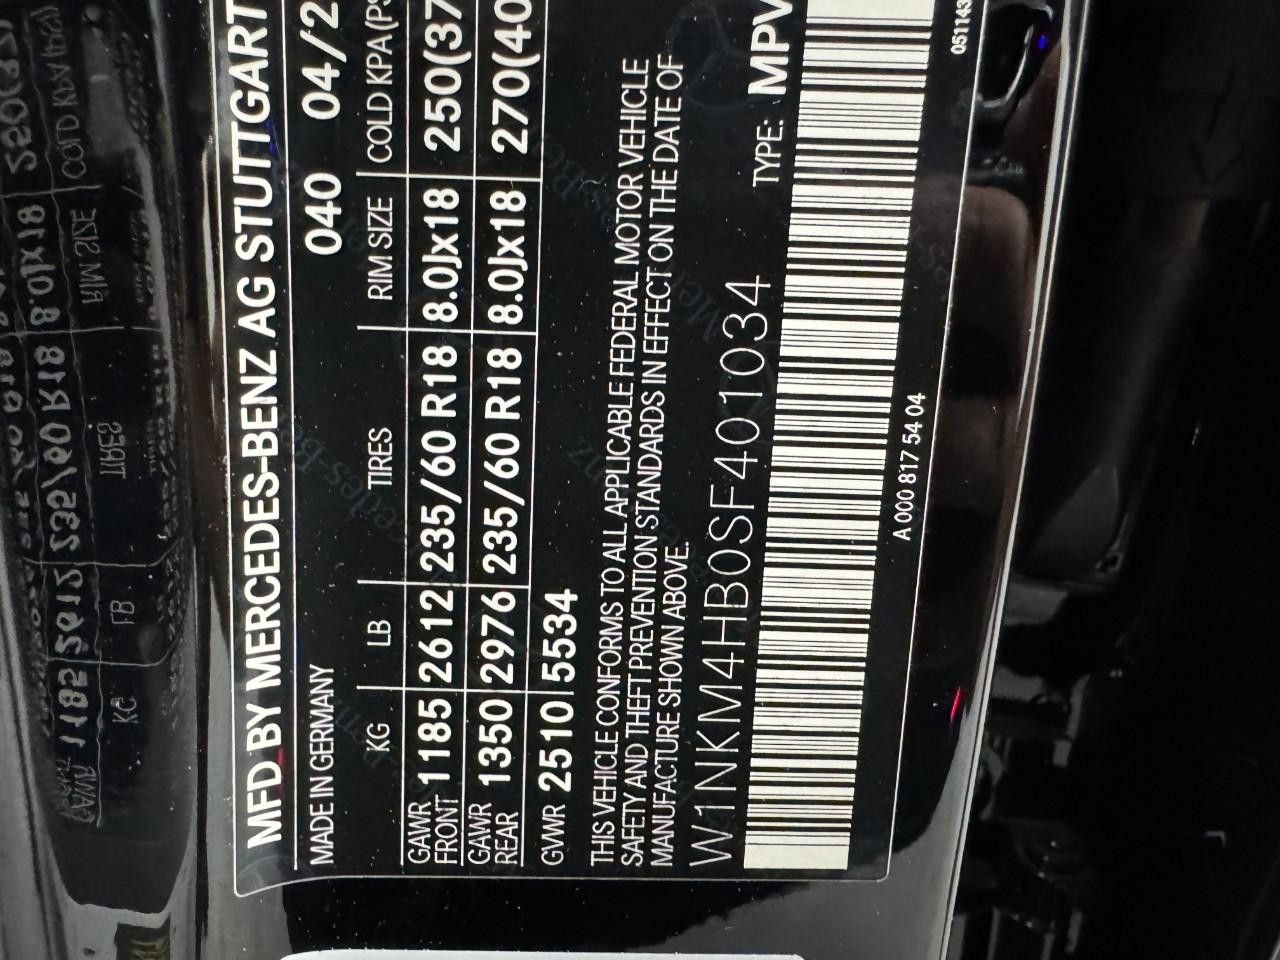 MFD BY MERCEDES-BENZ AG STUTTGART
MADE IN GERMANY 040 04/2
KG LB TIRES RIM SIZE COLD KPA(PS
GAWR FRONT 1185 2612 235/60 R18 8.0Jx18 250(37
GAWR REAR 1350 2976 235/60 R18 8.0Jx18 270(40
GWR 2510 5534
THIS VEHICLE CONFORMS TO ALL APPLICABLE FEDERAL MOTOR VEHICLE
SAFETY AND THEFT PREVENTION STANDARDS IN EFFECT ON THE DATE OF
MANUFACTURE SHOWN ABOVE.
W1NKM4HB0SF401034 TYPE: MPV
A 000 817 54 04
051143